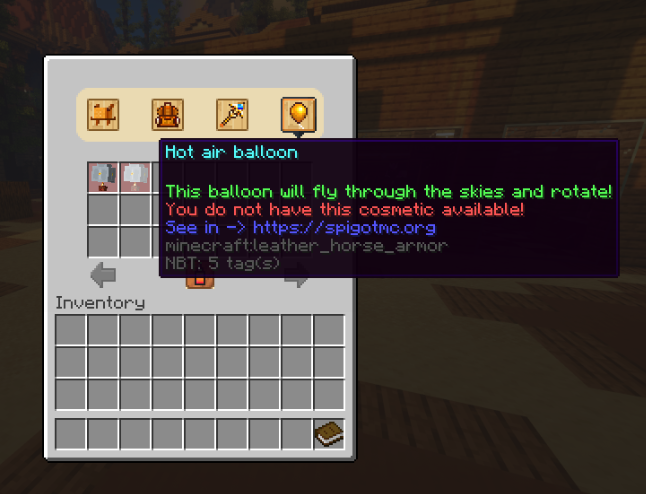 Hot air balloon
This balloon will fly through the skies and rotate!
You do not have this cosmetic available!
See in -> https://spigotmc.org
minecraft:leather_horse_armor
NBT: 5 tag(s)
Inventory